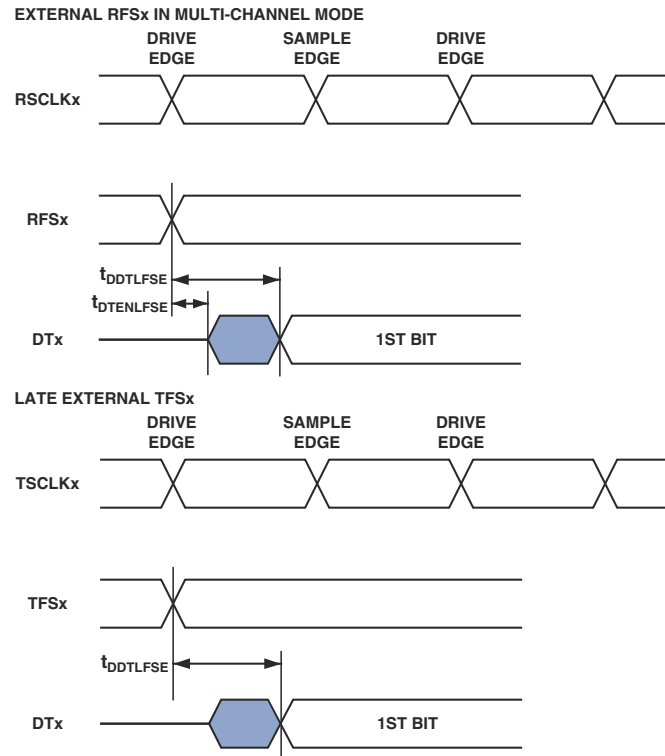 EXTERNAL RFSx IN MULTI-CHANNEL MODE
DRIVE EDGE
SAMPLE EDGE
DRIVE EDGE
RSCLKx
RFSx
tDDTLFSE
tDTENLFSE
DTx
1ST BIT
LATE EXTERNAL TFSx
DRIVE EDGE
SAMPLE EDGE
DRIVE EDGE
TSCLKx
TFSx
tDDTLFSE
DTx
1ST BIT